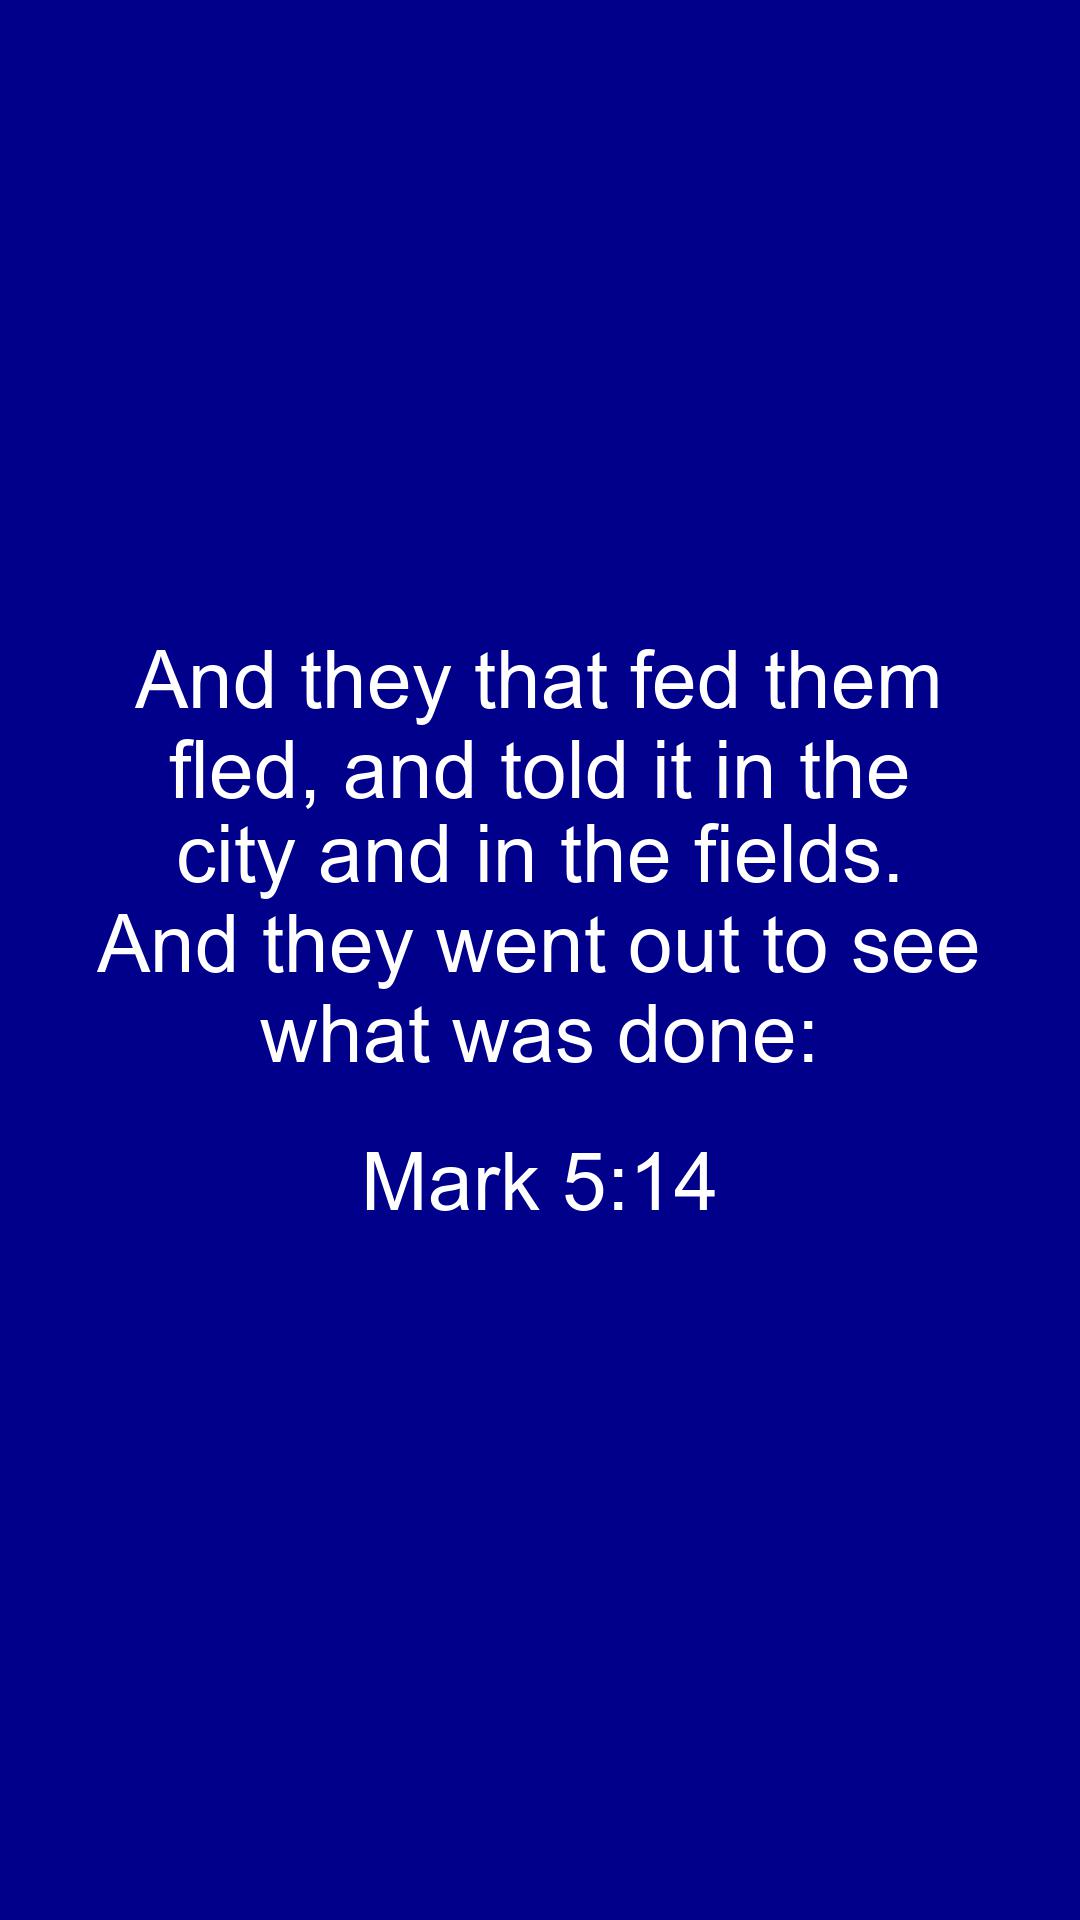 And they that fed them
fled, and told it in the
city and in the fields.
And they went out to see
what was done:
Mark 5:14